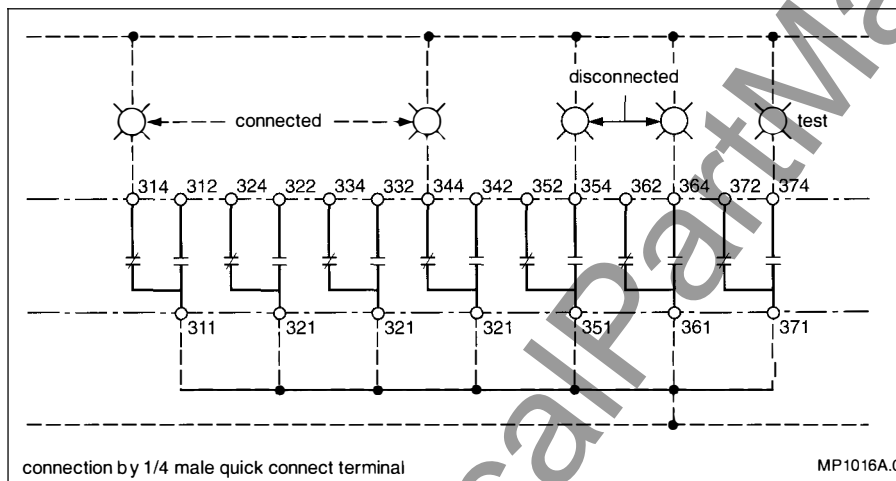 disconnected
connected
test
314 312 324 322 334 332 344 342 352 354 362 364 372 374
311 321 321 321 351 361 371
connection by 1/4 male quick connect terminal
MP1016A.